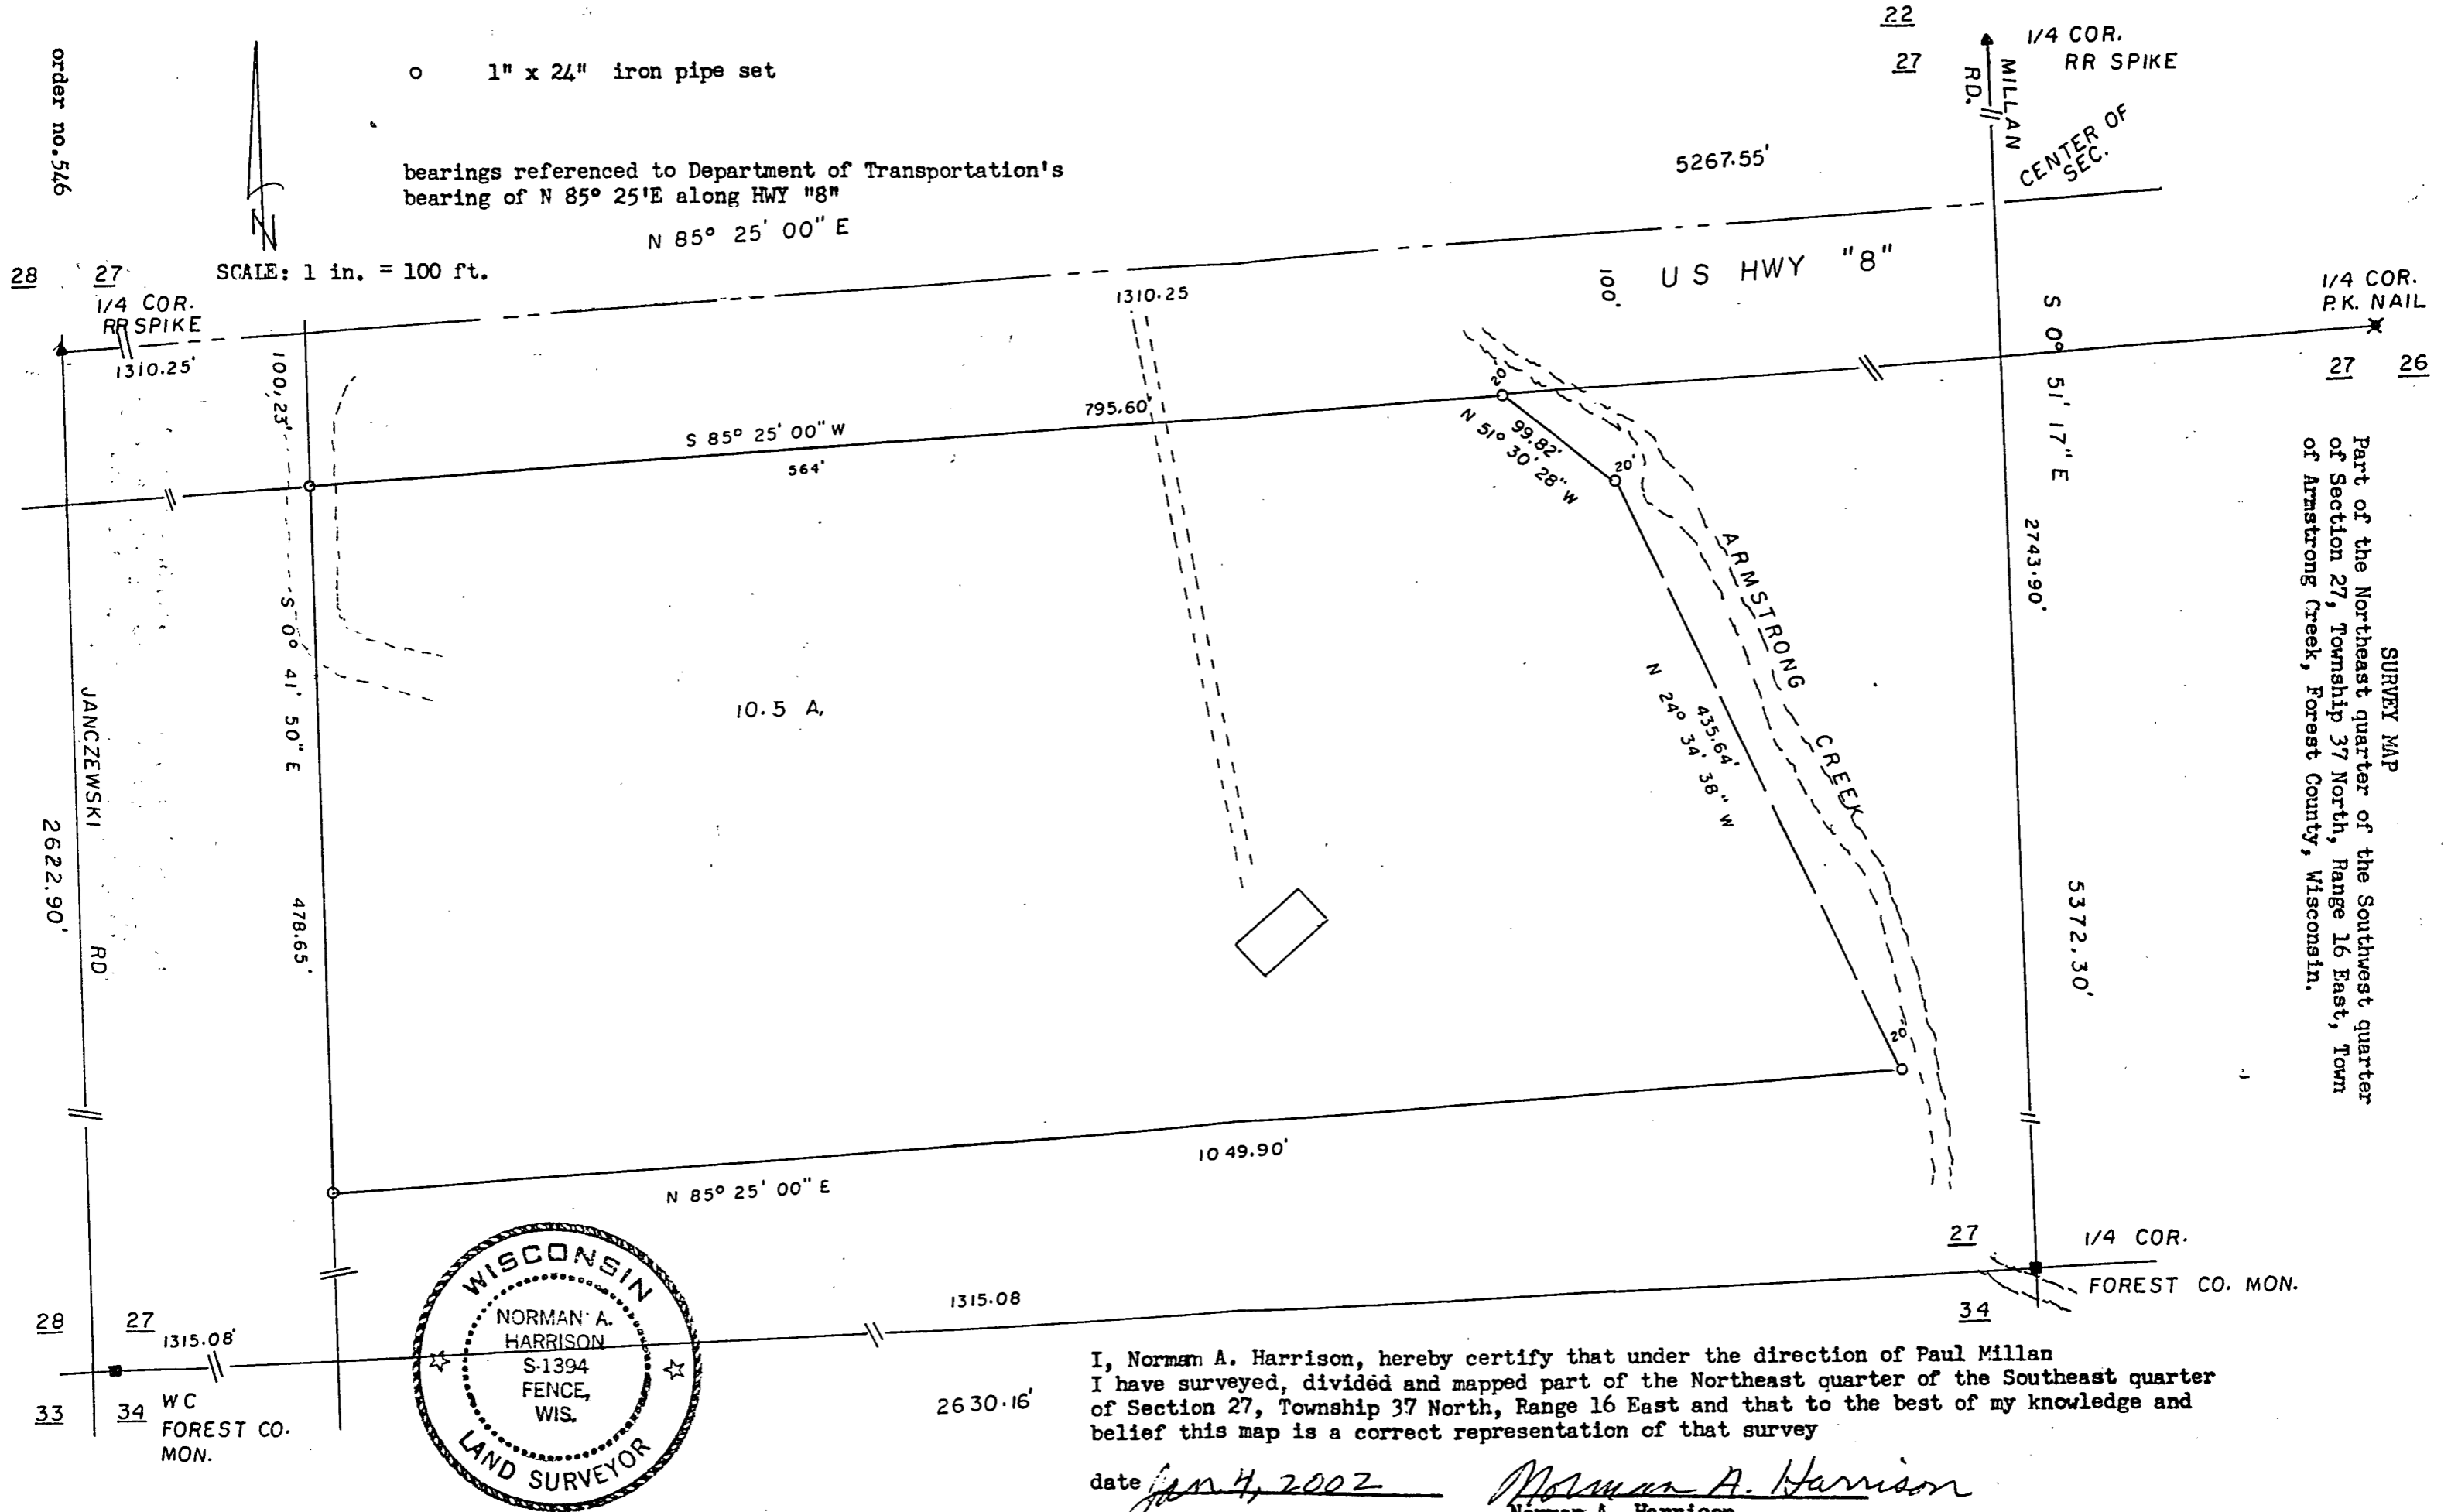 order no.546
o 1" x 24" iron pipe set
bearings referenced to Department of Transportation's
bearing of N 85° 25'E along HWY "8"
N
SCALE: 1 in. = 100 ft.
N 85° 25' 00" E
5267.55'
22
27
1/4 COR.
RR SPIKE
MILLAN
RD.
CENTER OF
SEC.
28 27
1/4 COR.
RR SPIKE
1310.25'
100,23'
1310.25
100'
US HWY "8"
1/4 COR.
P.K. NAIL
27 26
S 0° 51' 17" E
2743.90'
5372.30'
S 85° 25' 00" W
795.60'
564'
20
99.82'
N 51° 30' 28" W
20'
ARMSTRONG CREEK
435.64'
N 24° 34' 38" W
20'
S 0° 41' 50" E
478.65'
10.5 A,
JANCZEWSKI RD
2622.90'
1049.90'
N 85° 25' 00" E
SURVEY MAP
Part of the Northeast quarter of the Southwest quarter
of Section 27, Township 37 North, Range 16 East, Town
of Armstrong Creek, Forest County, Wisconsin.
27
1/4 COR.
FOREST CO. MON.
34
28 27
1315.08'
33 34
WC
FOREST CO.
MON.
1315.08
2630.16'
WISCONSIN
NORMAN A.
HARRISON
S-1394
FENCE,
WIS.
LAND SURVEYOR
I, Norman A. Harrison, hereby certify that under the direction of Paul Millan
I have surveyed, divided and mapped part of the Northeast quarter of the Southeast quarter
of Section 27, Township 37 North, Range 16 East and that to the best of my knowledge and
belief this map is a correct representation of that survey
date Jan 4, 2002 Norman A. Harrison
Norman A. Harrison